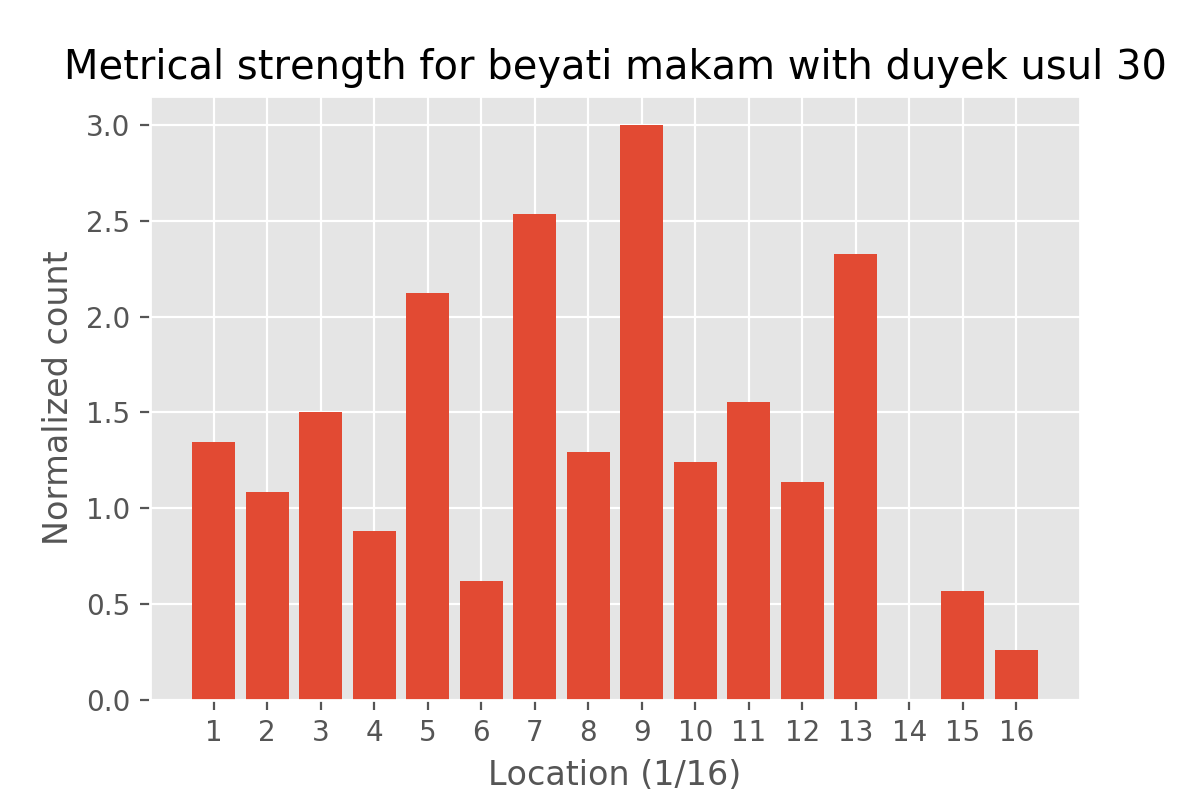 Metrical strength for beyati makam with duyek usul 30
Normalized count
3.0
2.5
2.0
1.5
1.0
0.5
0.0
1 2 3 4 5 6 7 8 9 10 11 12 13 14 15 16
Location (1/16)